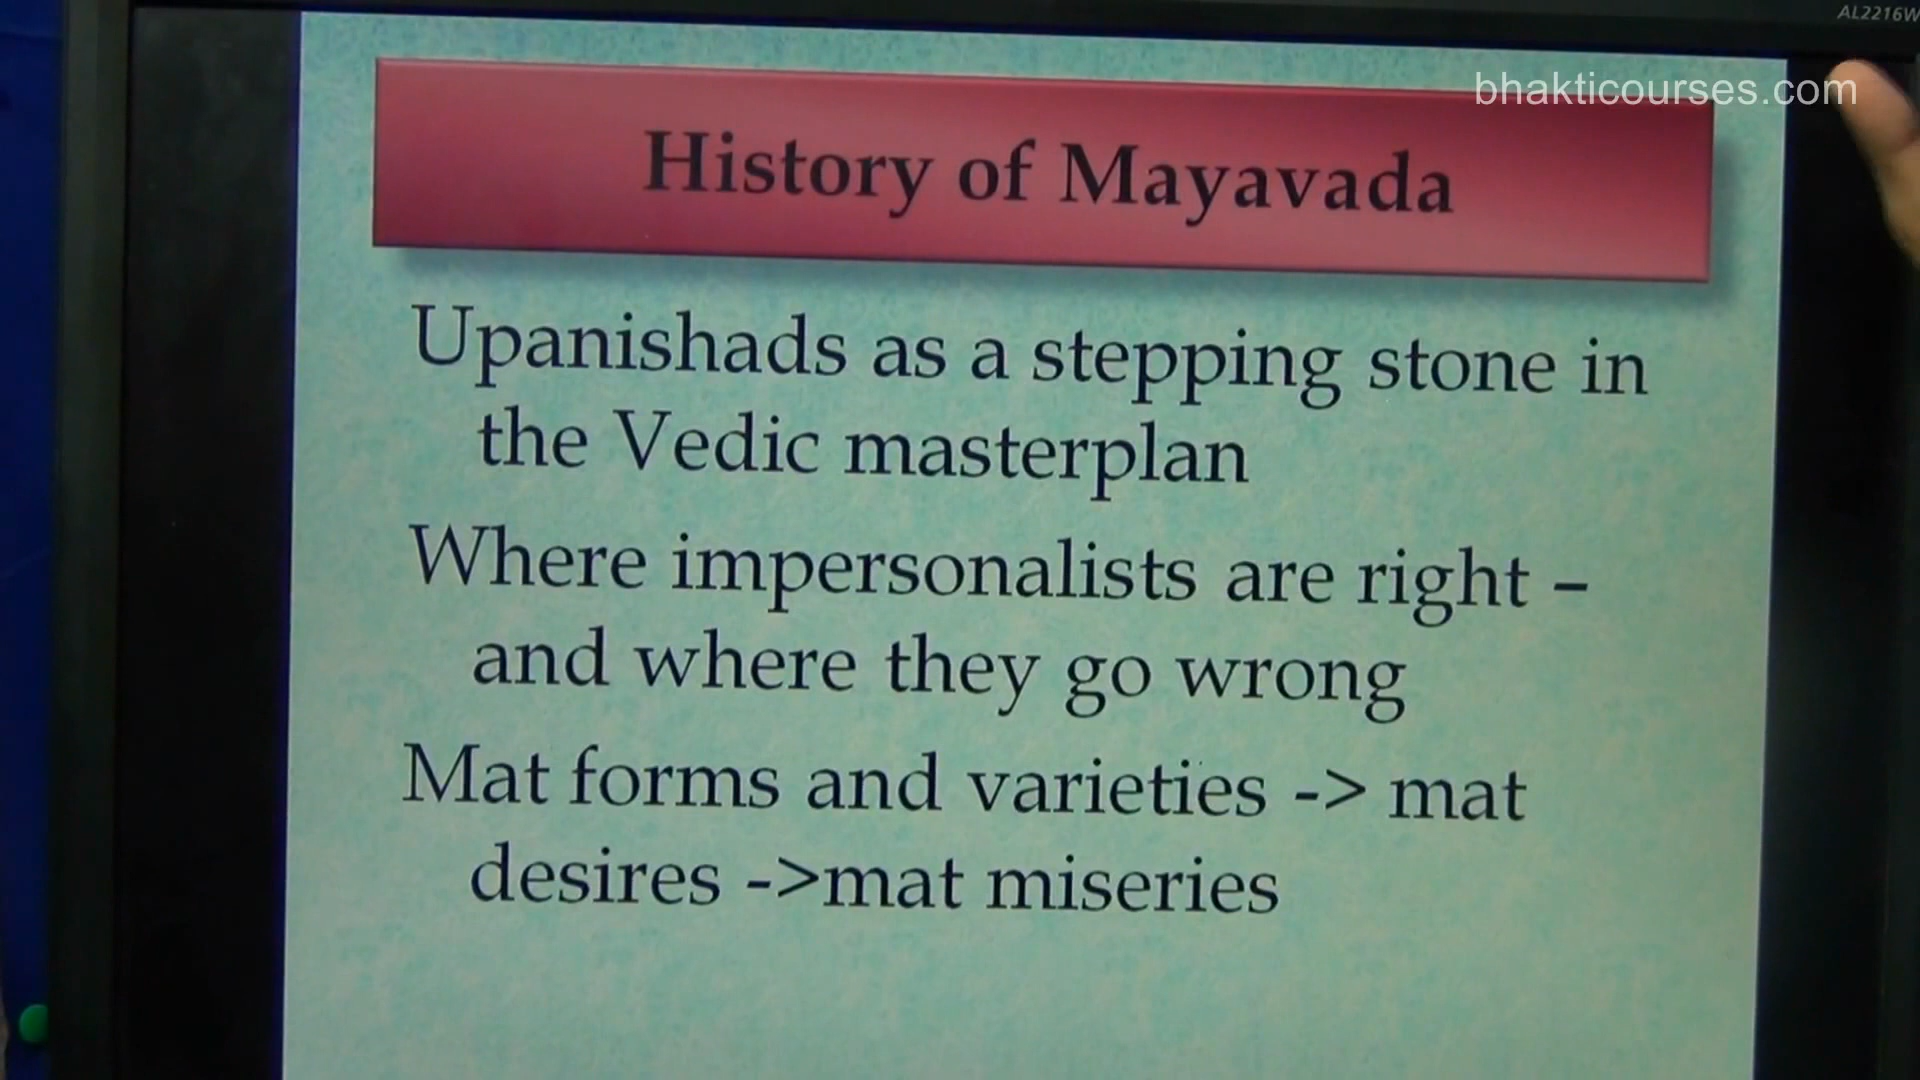 AL2216W
bhakticourses.com
History of Mayavada
Upanishads as a stepping stone in
the Vedic masterplan
Where impersonalists are right –
and where they go wrong
Mat forms and varieties -> mat
desires ->mat miseries